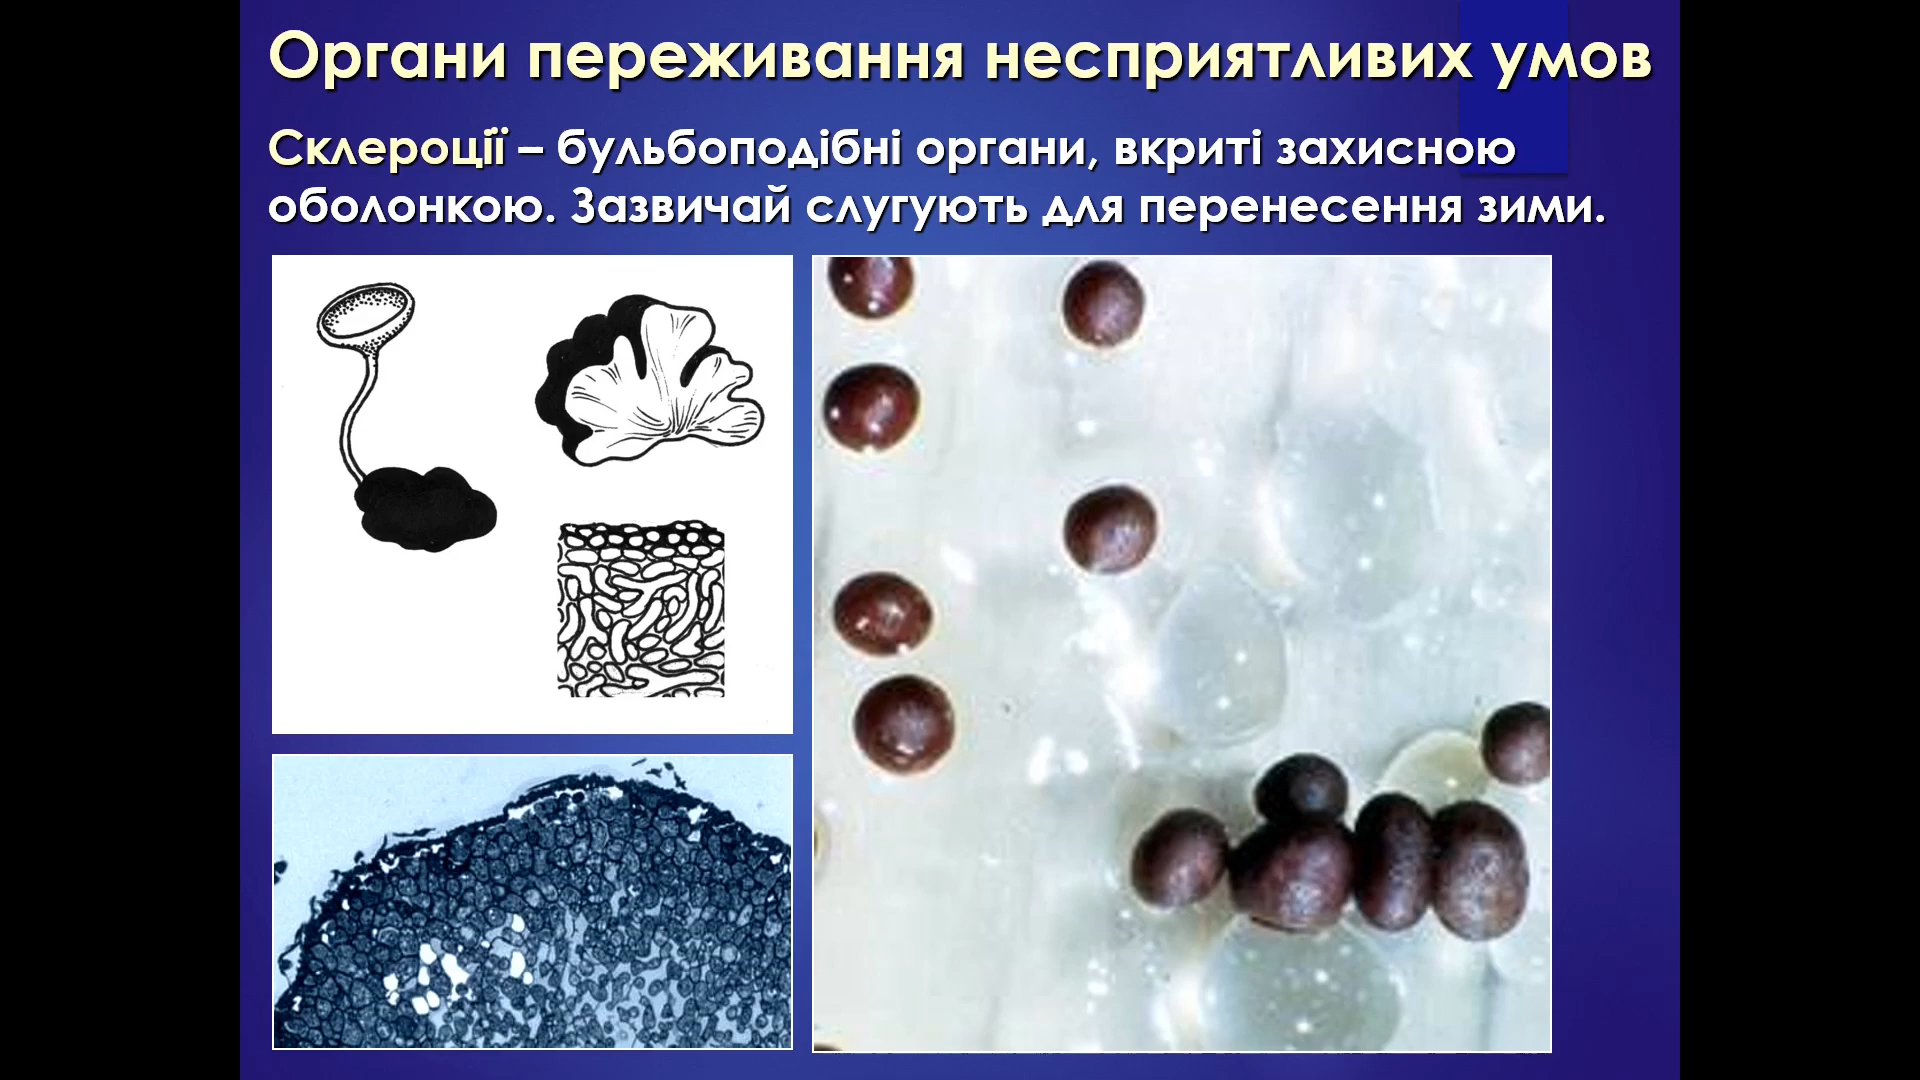 Органи переживання несприятливих умов
Склероції – бульбоподібні органи, вкриті захисною
оболонкою. Зазвичай слугують для перенесення зими.